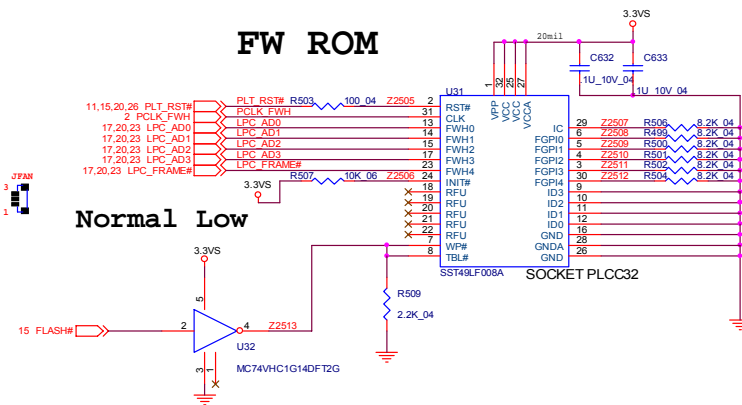 FW ROM
3.3VS
20mil
C632
C633
.1U_10V_04
.1U_10V_04
U31
1 32 25 27
VPP VCC VCC VCCA
11,15,20,26 PLT_RST# PLT_RST# R503 100_04 Z2505 2 RST#
2 PCLK_FWH PCLK_FWH 31 CLK
17,20,23 LPC_AD0 LPC_AD0 13 FWH0
17,20,23 LPC_AD1 LPC_AD1 14 FWH1
17,20,23 LPC_AD2 LPC_AD2 15 FWH2
17,20,23 LPC_AD3 LPC_AD3 17 FWH3
17,20,23 LPC_FRAME# LPC_FRAME# 23 FWH4
3.3VS R507 10K_06 Z2506 24 INIT#
18 RFU
19 RFU
20 RFU
21 RFU
22 RFU
7 WP#
8 TBL#
IC 29 Z2507 R506 8.2K_04
FGPI0 6 Z2508 R499 8.2K_04
FGPI1 5 Z2509 R500 8.2K_04
FGPI2 4 Z2510 R501 8.2K_04
FGPI3 3 Z2511 R502 8.2K_04
FGPI4 30 Z2512 R504 8.2K_04
ID3 9
ID2 10
ID1 11
ID0 12
GND 16
GNDA 28
GND 26
SST49LF008A
SOCKET PLCC32
JFAN
3
1
Normal Low
3.3VS
5
15 FLASH# 2 4 Z2513
U32
3 1
MC74VHC1G14DFT2G
R509
2.2K_04